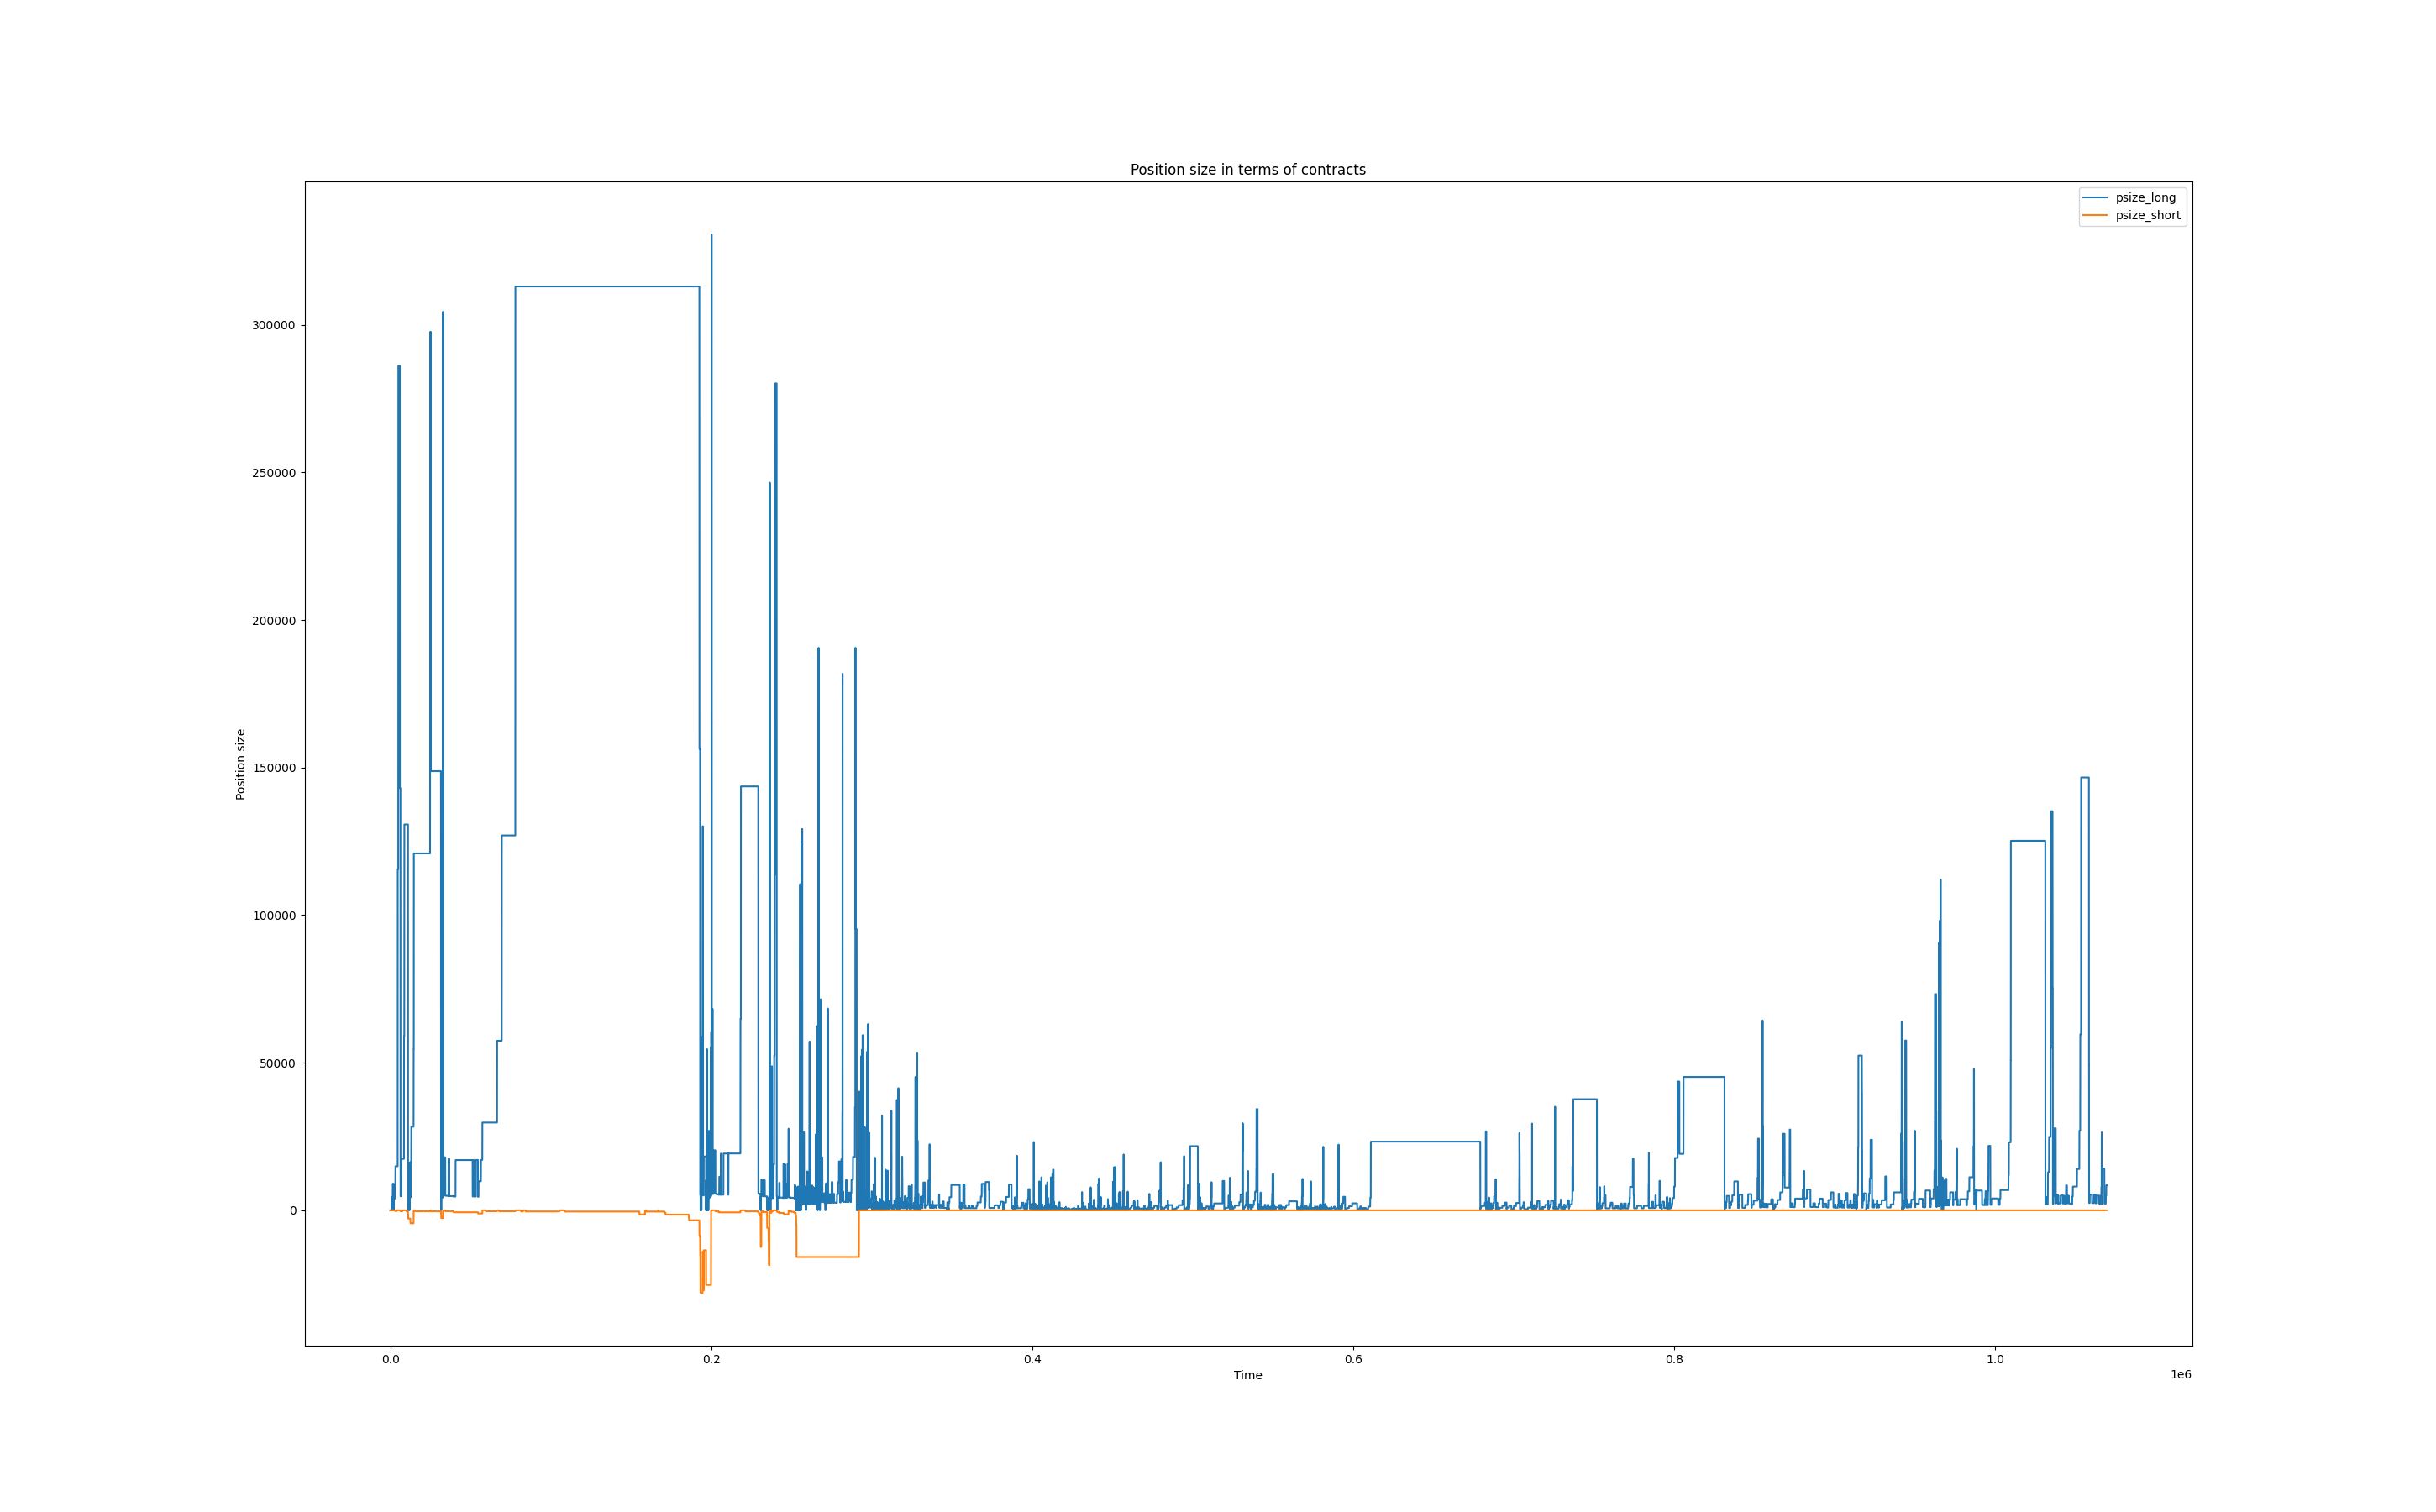 Position size in terms of contracts
psize_long
psize_short
Position size
300000
250000
200000
150000
100000
50000
0
0.0
0.2
0.4
0.6
0.8
1.0
Time
1e6